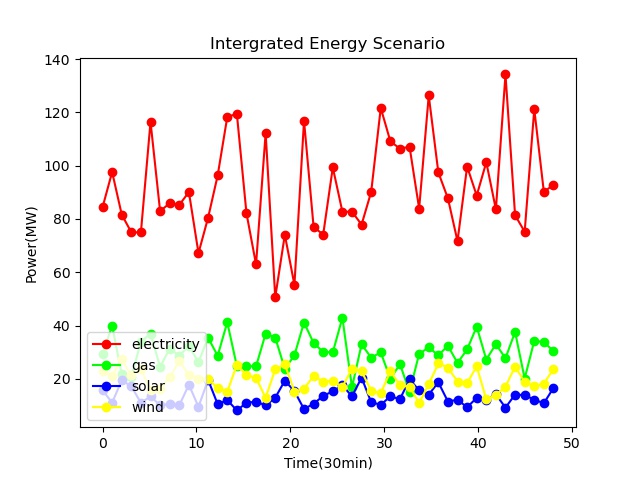 Intergrated Energy Scenario
Power(MW)
140
120
100
80
60
40
20
electricity
gas
solar
wind
0 10 20 30 40 50
Time(30min)